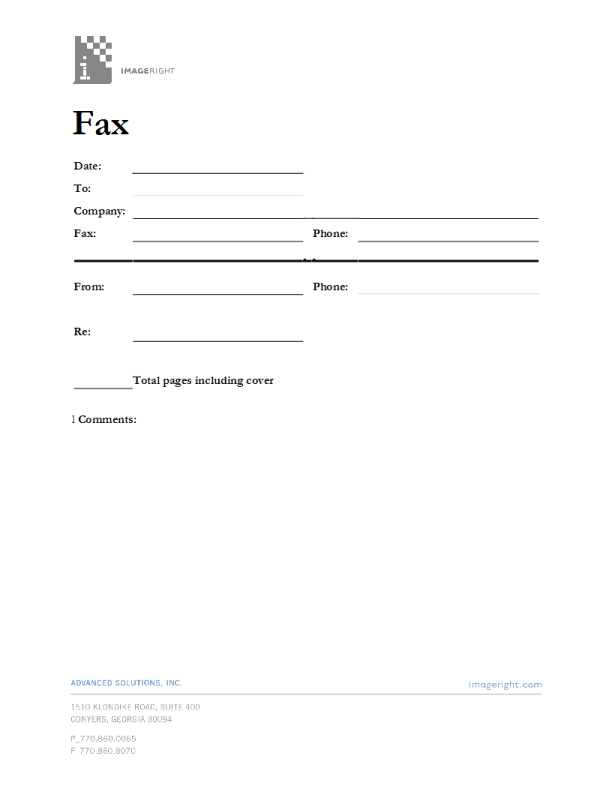 IMAGERIGHT
Fax
Date:
To:
Company:
Fax: Phone:
From: Phone:
Re:
Total pages including cover
l Comments:
ADVANCED SOLUTIONS, INC. imageright.com
1510 KLONDIKE ROAD, SUITE 400
CONYERS, GEORGIA 30094
P_770.860.0065
F 770.860.8070